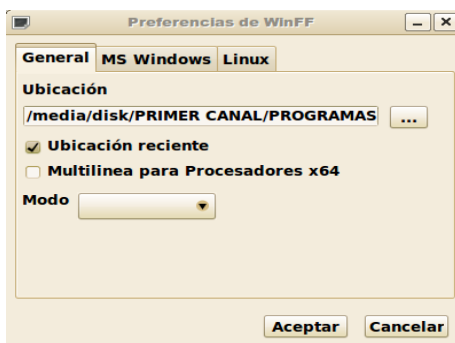 Preferencias de WinFF
General MS Windows Linux
Ubicación
/media/disk/PRIMER CANAL/PROGRAMAS ...
Ubicación reciente
Multilinea para Procesadores x64
Modo
Aceptar Cancelar